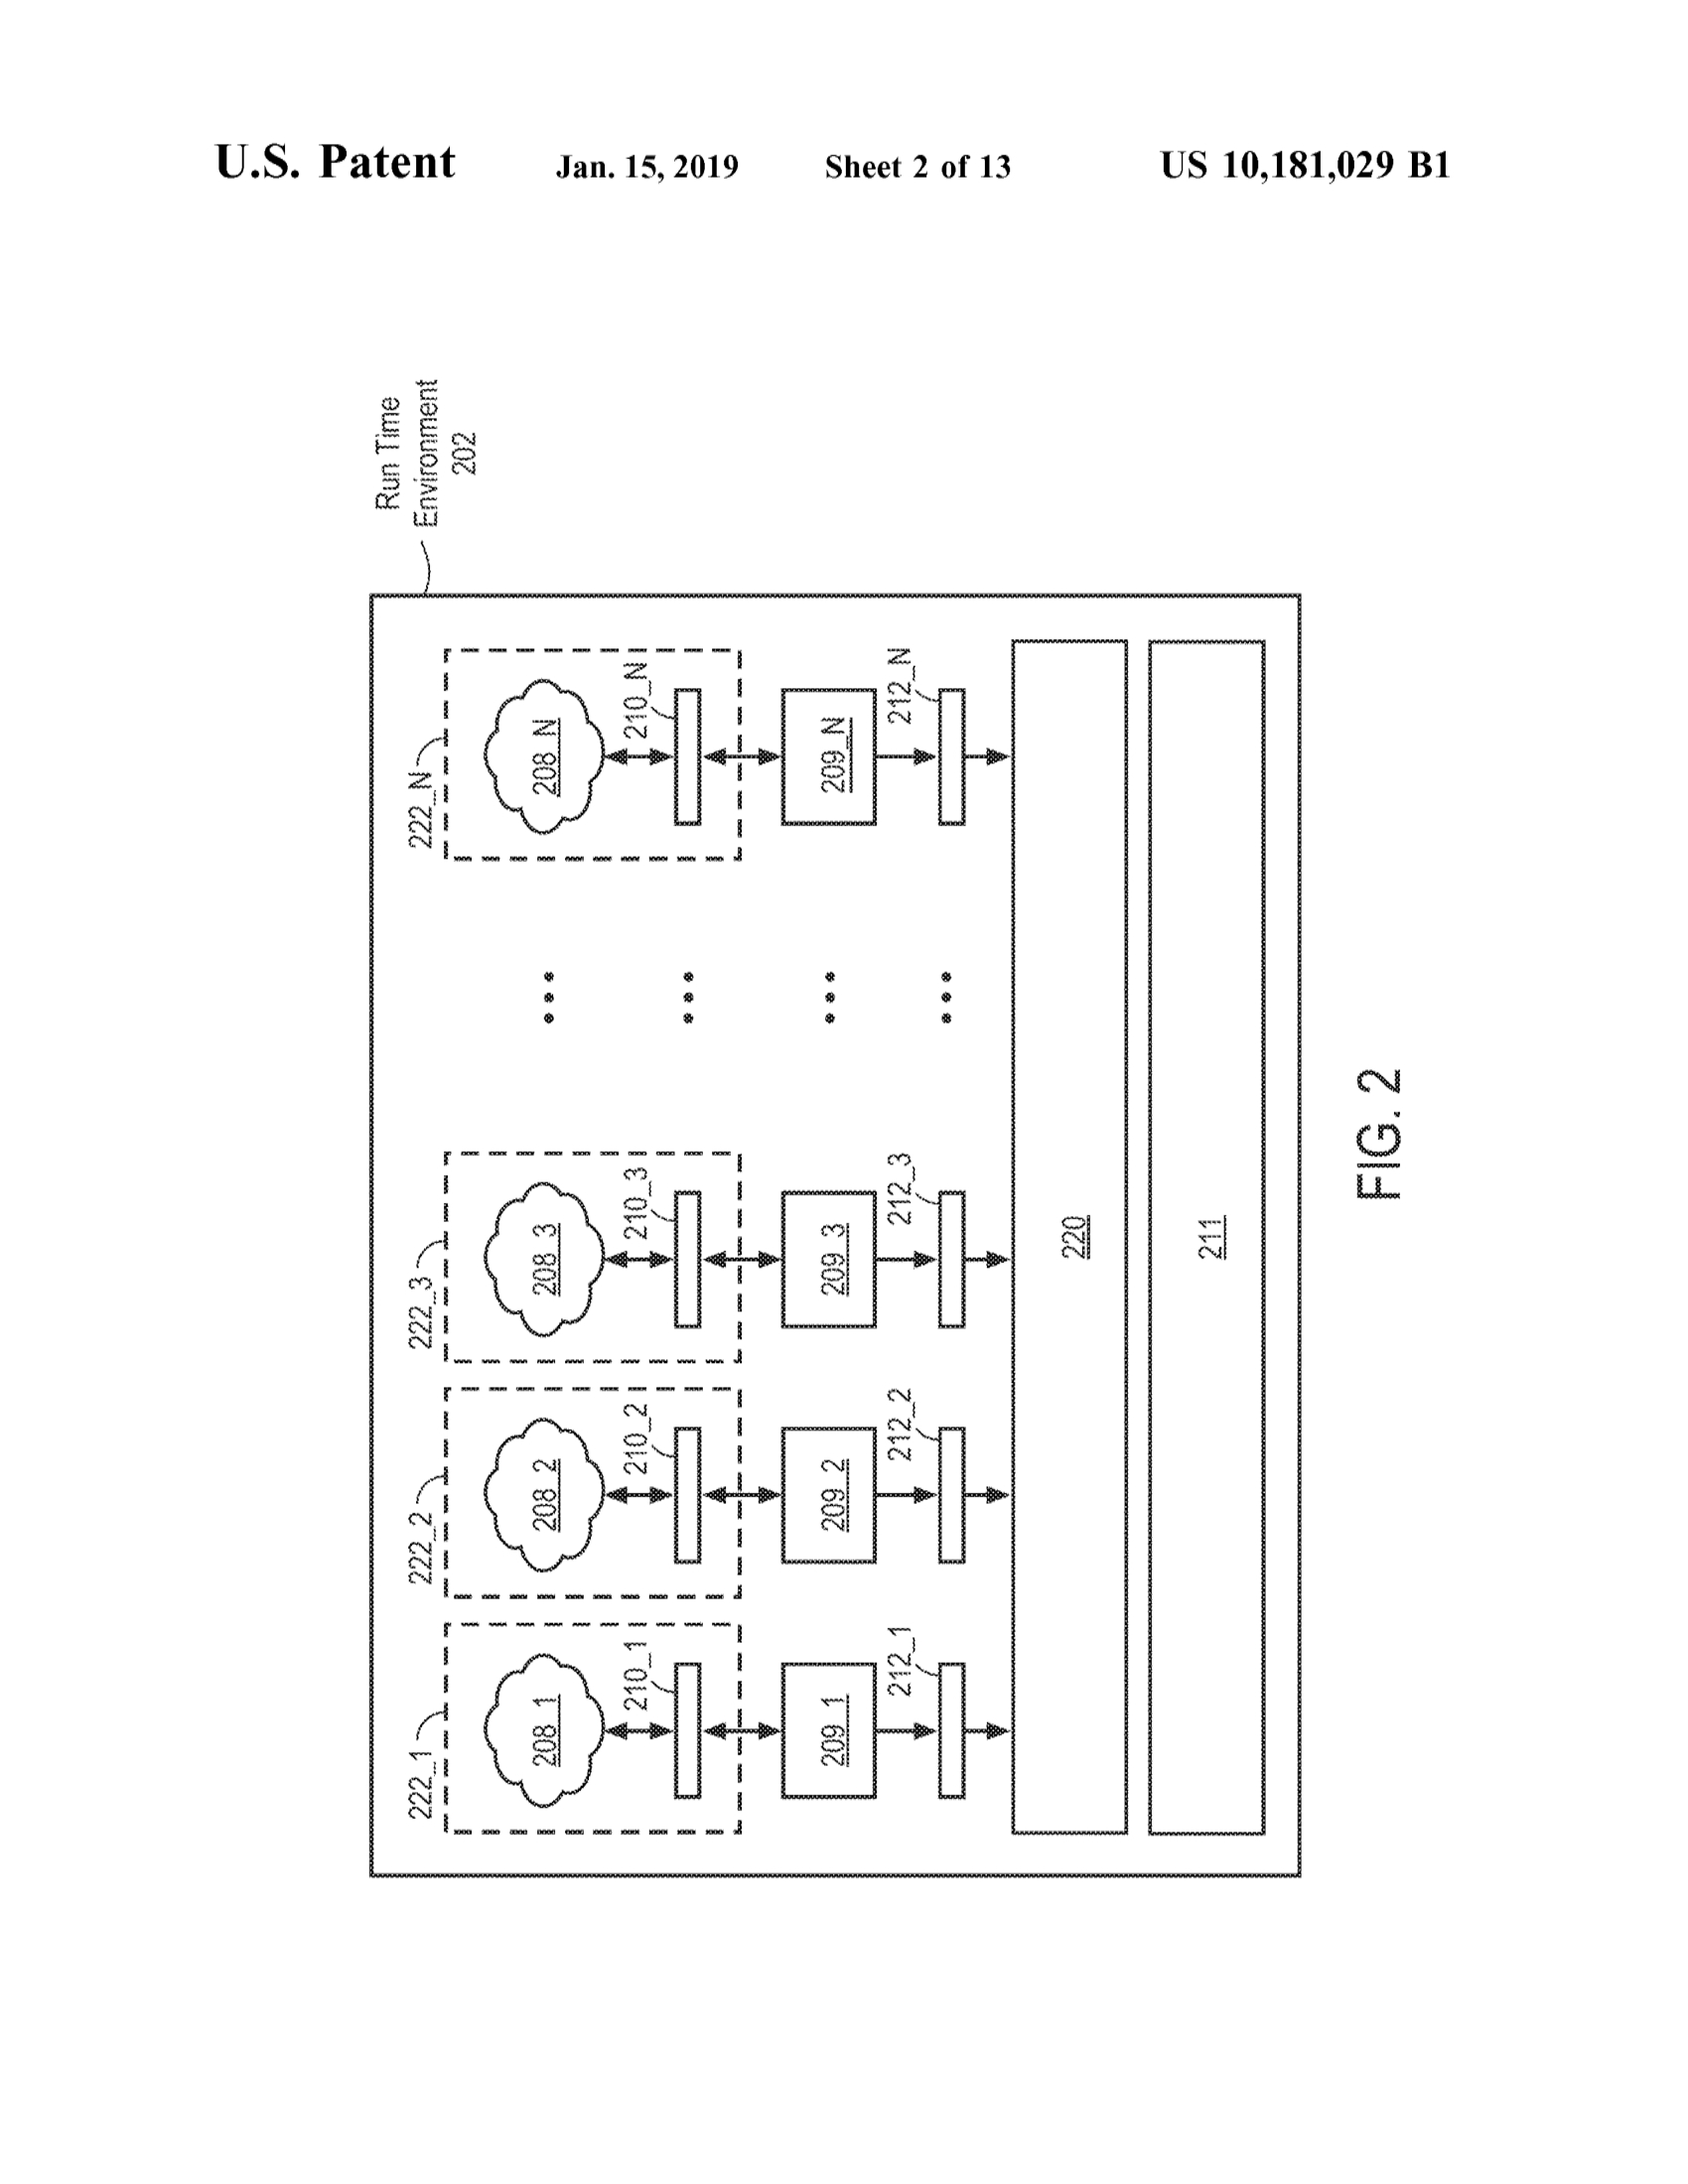 U.S. Patent Jan. 15, 2019 Sheet 2 of 13 US 10,181,029 B1
Run Time
Environment
202
222_1 222_2 222_3 222_N
208_1 208_2 208_3 208_N
210_1 210_2 210_3 210_N
209_1 209_2 209_3 209_N
212_1 212_2 212_3 212_N
220
211
FIG. 2